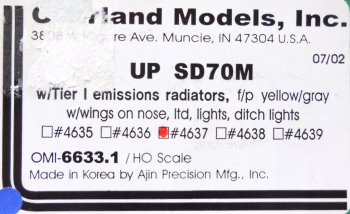 Overland Models, Inc.
Ave. Muncie, IN 47304 U.S.A.
07/02
UP SD70M
w/Tier I emissions radiators, f/p yellow/gray
w/wings on nose, ltd, lights, ditch lights
□#4635 □#4636 ■#4637 □#4638 □#4639
OMI-6633.1 / HO Scale
Made in Korea by Ajin Precision Mfg., Inc.